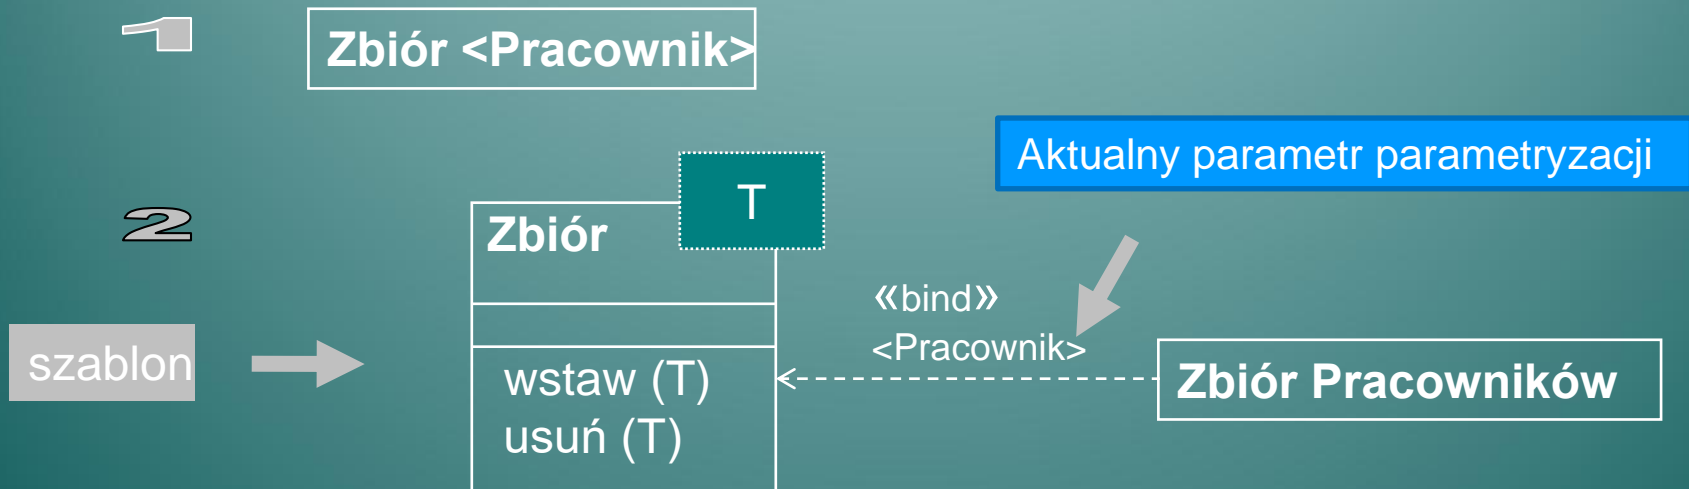 1
Zbiór <Pracownik>
Aktualny parametr parametryzacji
2
T
Zbiór
«bind»
<Pracownik>
szablon
wstaw (T)
usuń (T)
Zbiór Pracowników